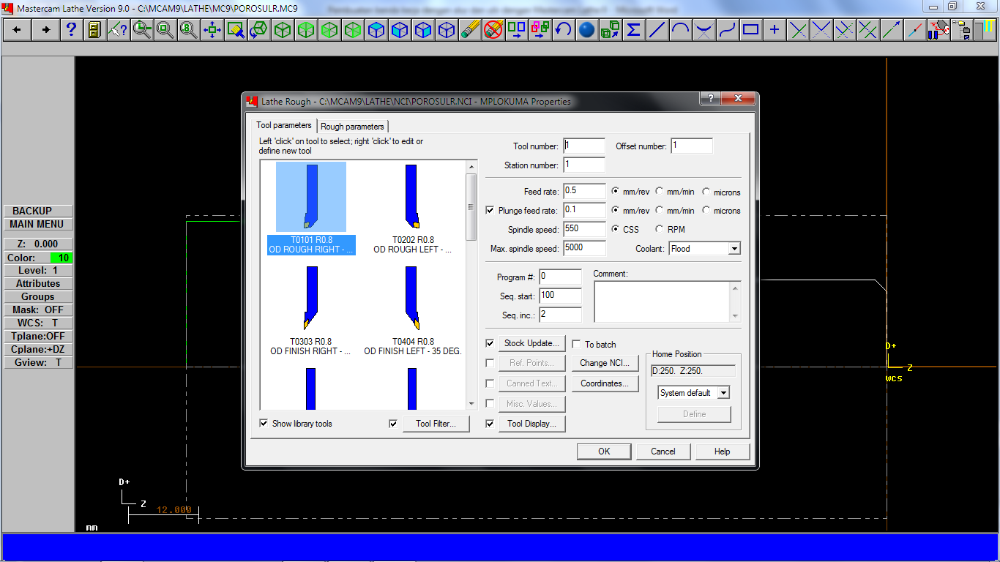 Mastercam Lathe Version 9.0 - C:\MCAM9\LATHE\MC9\POROSULR.MC9
BACKUP
MAIN MENU
Z: 0.000
Color: 10
Level: 1
Attributes
Groups
Mask: OFF
WCS: T
Tplane:OFF
Cplane:+DZ
Gview: T
Lathe Rough - C:\MCAM9\LATHE\NCI\POROSULR.NCI - MPLOKUMA Properties
Tool parameters
Rough parameters
Left 'click' on tool to select; right 'click' to edit or
define new tool
T0101 R0.8
OD ROUGH RIGHT - ...
T0202 R0.8
OD ROUGH LEFT - ...
T0303 R0.8
OD FINISH RIGHT - ...
T0404 R0.8
OD FINISH LEFT - 35 DEG.
Show library tools
Tool Filter...
Tool number: 1
Offset number: 1
Station number: 1
Feed rate: 0.5 mm/rev mm/min microns
Plunge feed rate: 0.1 mm/rev mm/min microns
Spindle speed: 550 CSS RPM
Max. spindle speed: 5000
Coolant: Flood
Program #: 0
Comment:
Seq. start: 100
Seq. inc.: 2
Stock Update...
To batch
Ref. Points...
Change NCI...
Canned Text...
Coordinates...
Misc. Values...
Tool Display...
Home Position
D:250. Z:250.
System default
Define
OK
Cancel
Help
D+
Z
WCS
D+
Z
12.000
mm